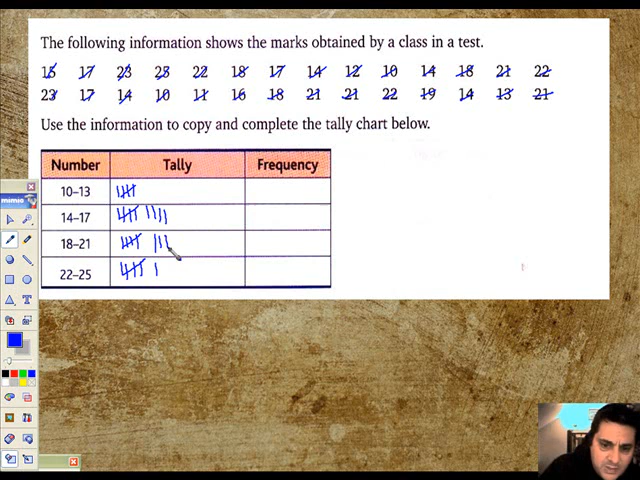 The following information shows the marks obtained by a class in a test.
15 17 23 25 22 18 17 14 12 10 14 18 21 22
23 17 14 10 11 16 18 21 21 22 19 14 13 21
Use the information to copy and complete the tally chart below.
Number Tally Frequency
10–13
14–17
18–21
22–25
mimio